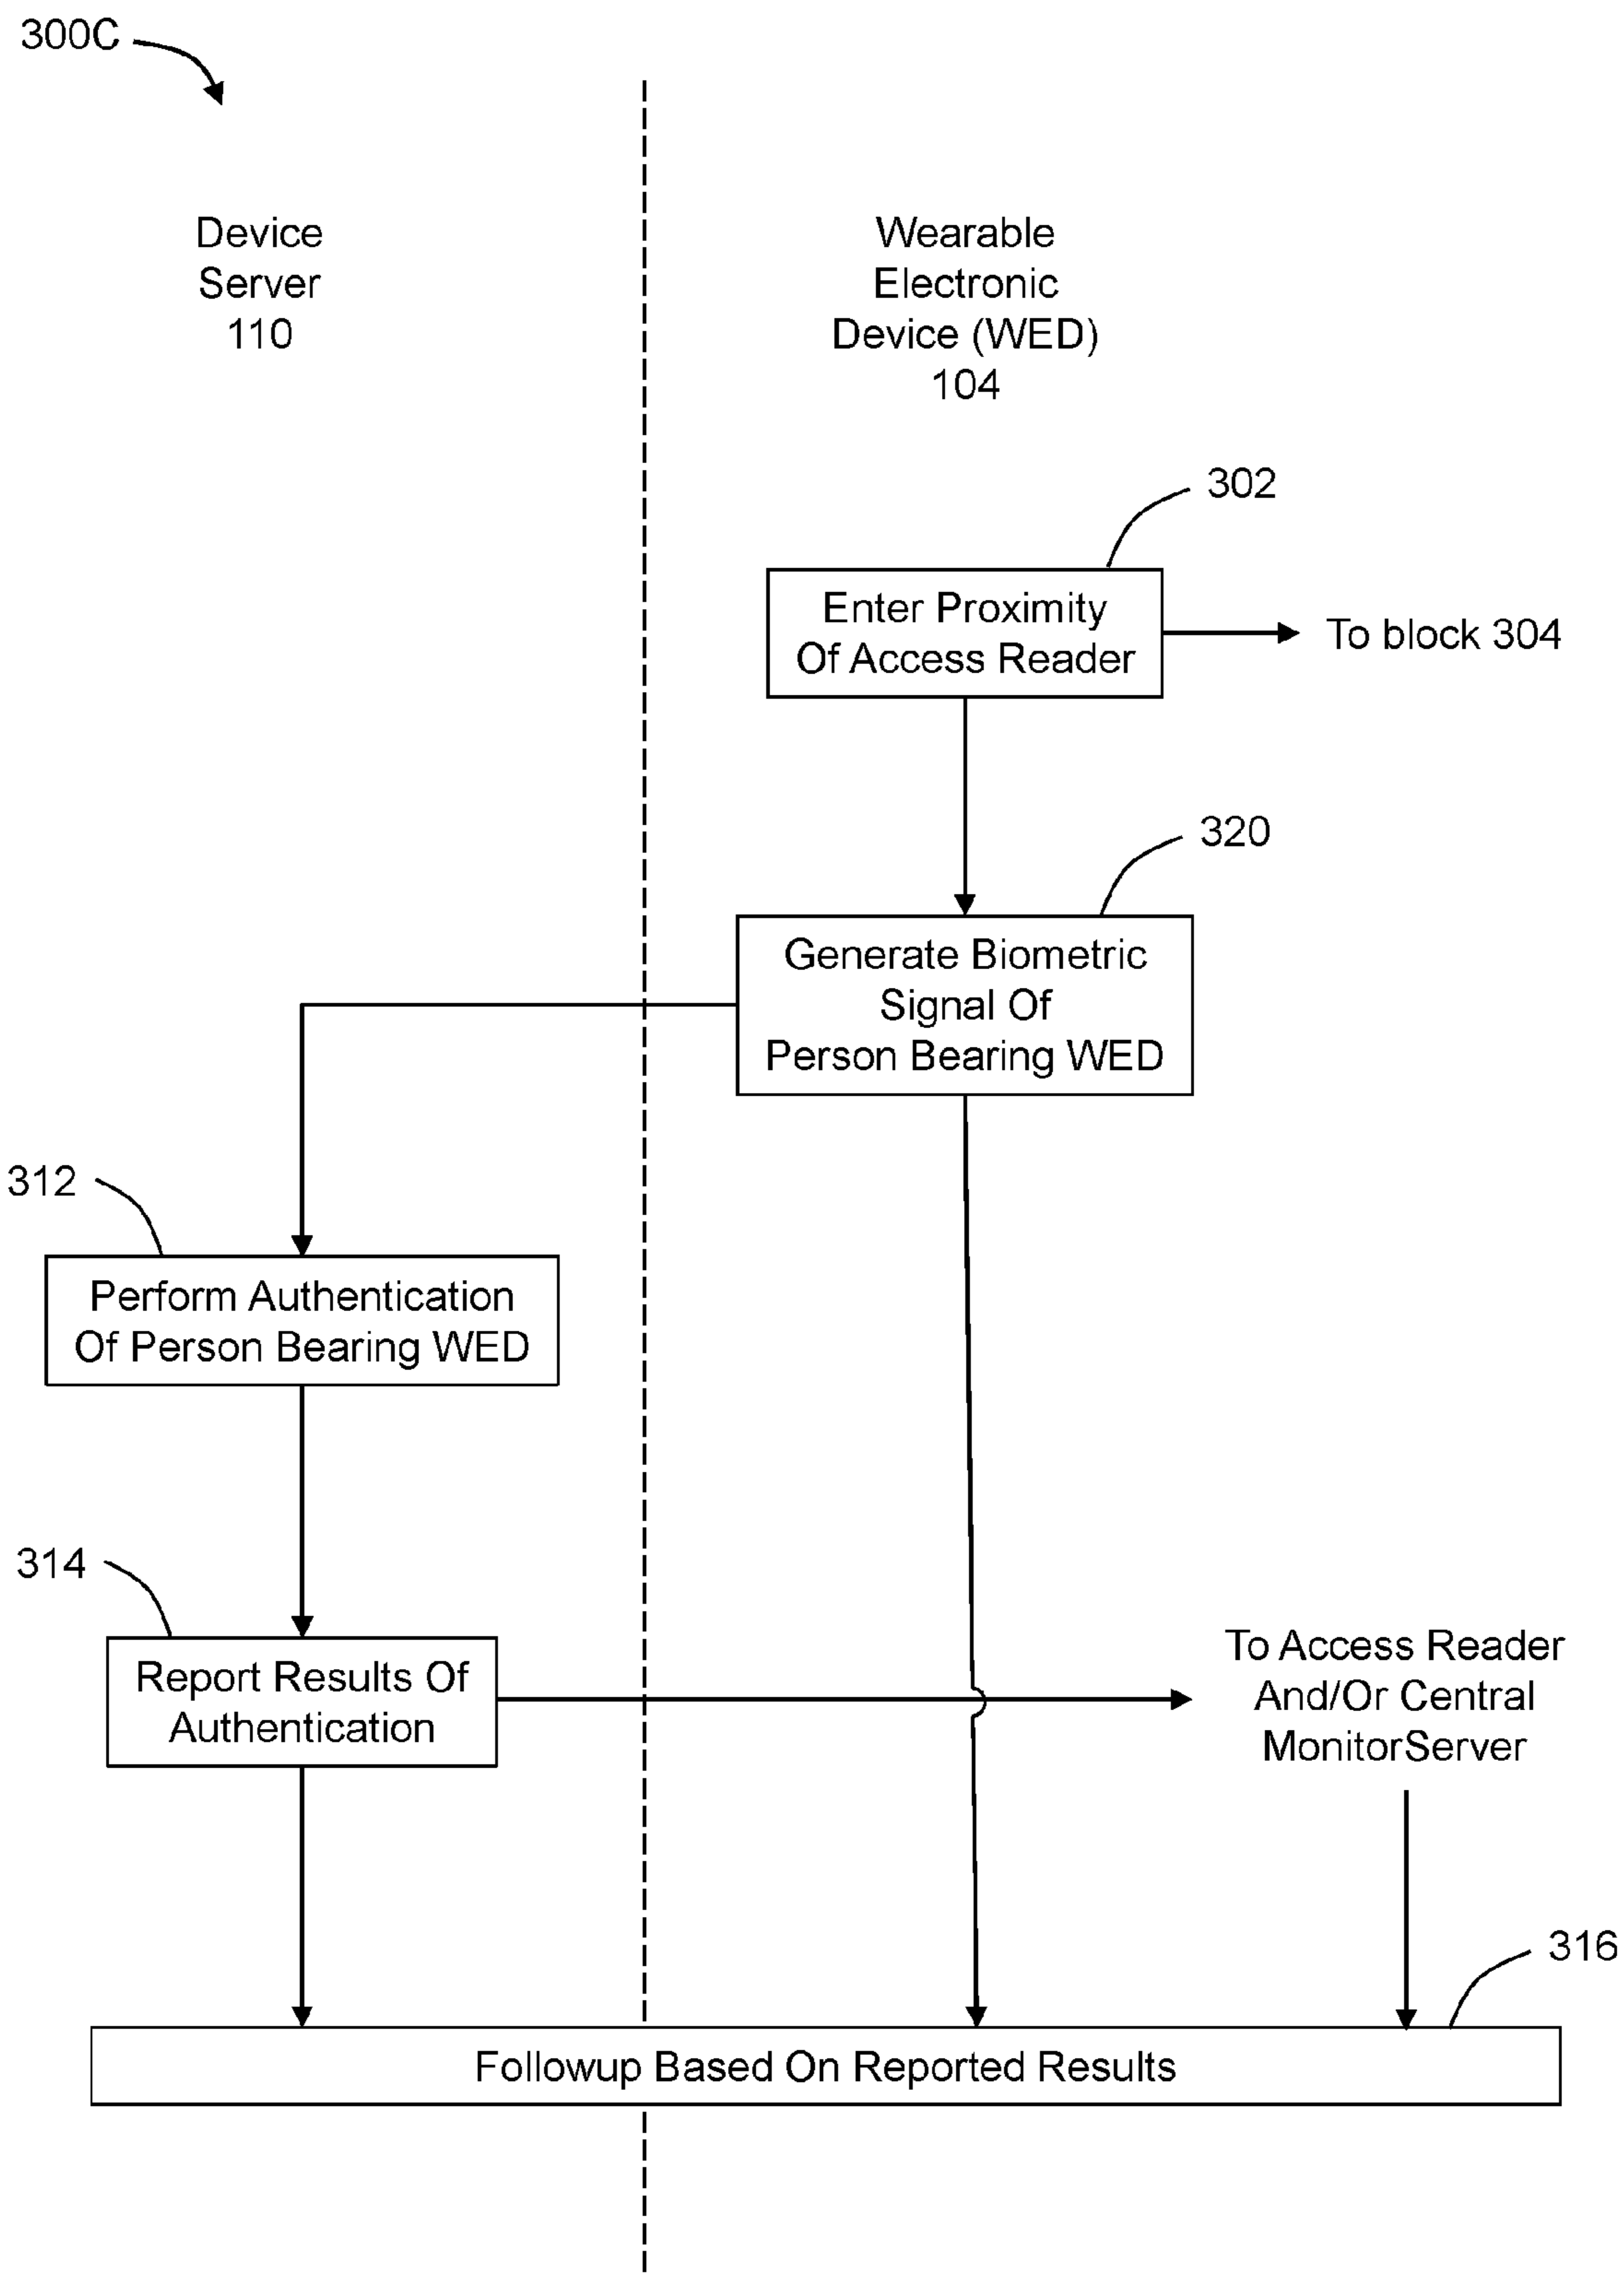 300C
Device
Server
110
Wearable
Electronic
Device (WED)
104
302
Enter Proximity
Of Access Reader
To block 304
320
Generate Biometric
Signal Of
Person Bearing WED
312
Perform Authentication
Of Person Bearing WED
314
Report Results Of
Authentication
To Access Reader
And/Or Central
MonitorServer
316
Followup Based On Reported Results